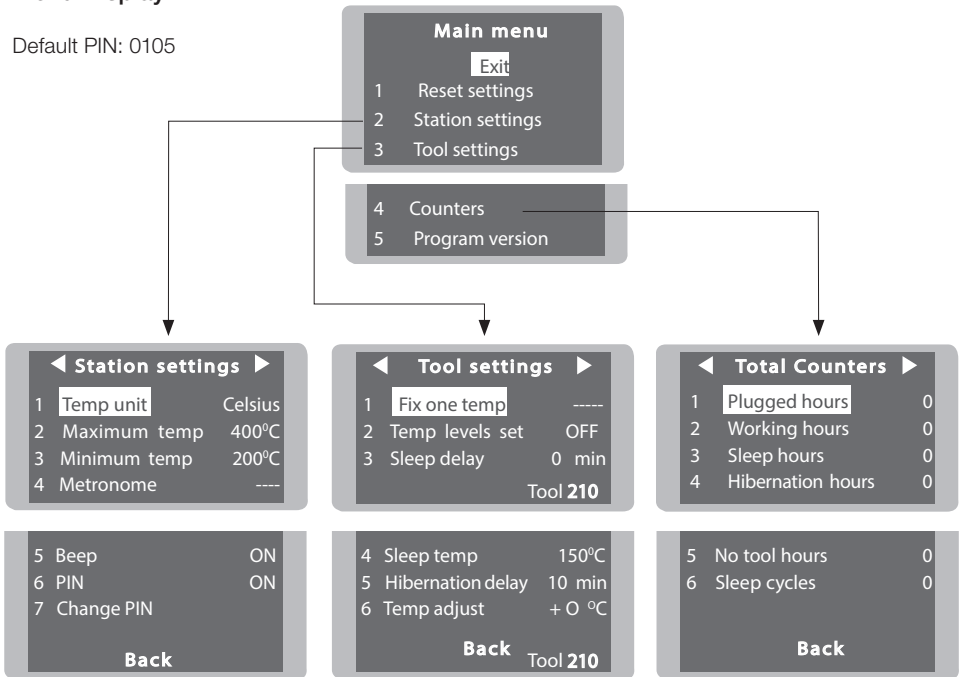 Default PIN: 0105
Main menu
Exit
1 Reset settings
2 Station settings
3 Tool settings
4 Counters
5 Program version
◀ Station settings ▶
1 Temp unit Celsius
2 Maximum temp 400⁰C
3 Minimum temp 200⁰C
4 Metronome ----
5 Beep ON
6 PIN ON
7 Change PIN
Back
◀ Tool settings ▶
1 Fix one temp -----
2 Temp levels set OFF
3 Sleep delay 0 min
Tool 210
4 Sleep temp 150⁰C
5 Hibernation delay 10 min
6 Temp adjust + O ⁰C
Back Tool 210
◀ Total Counters ▶
1 Plugged hours 0
2 Working hours 0
3 Sleep hours 0
4 Hibernation hours 0
5 No tool hours 0
6 Sleep cycles 0
Back